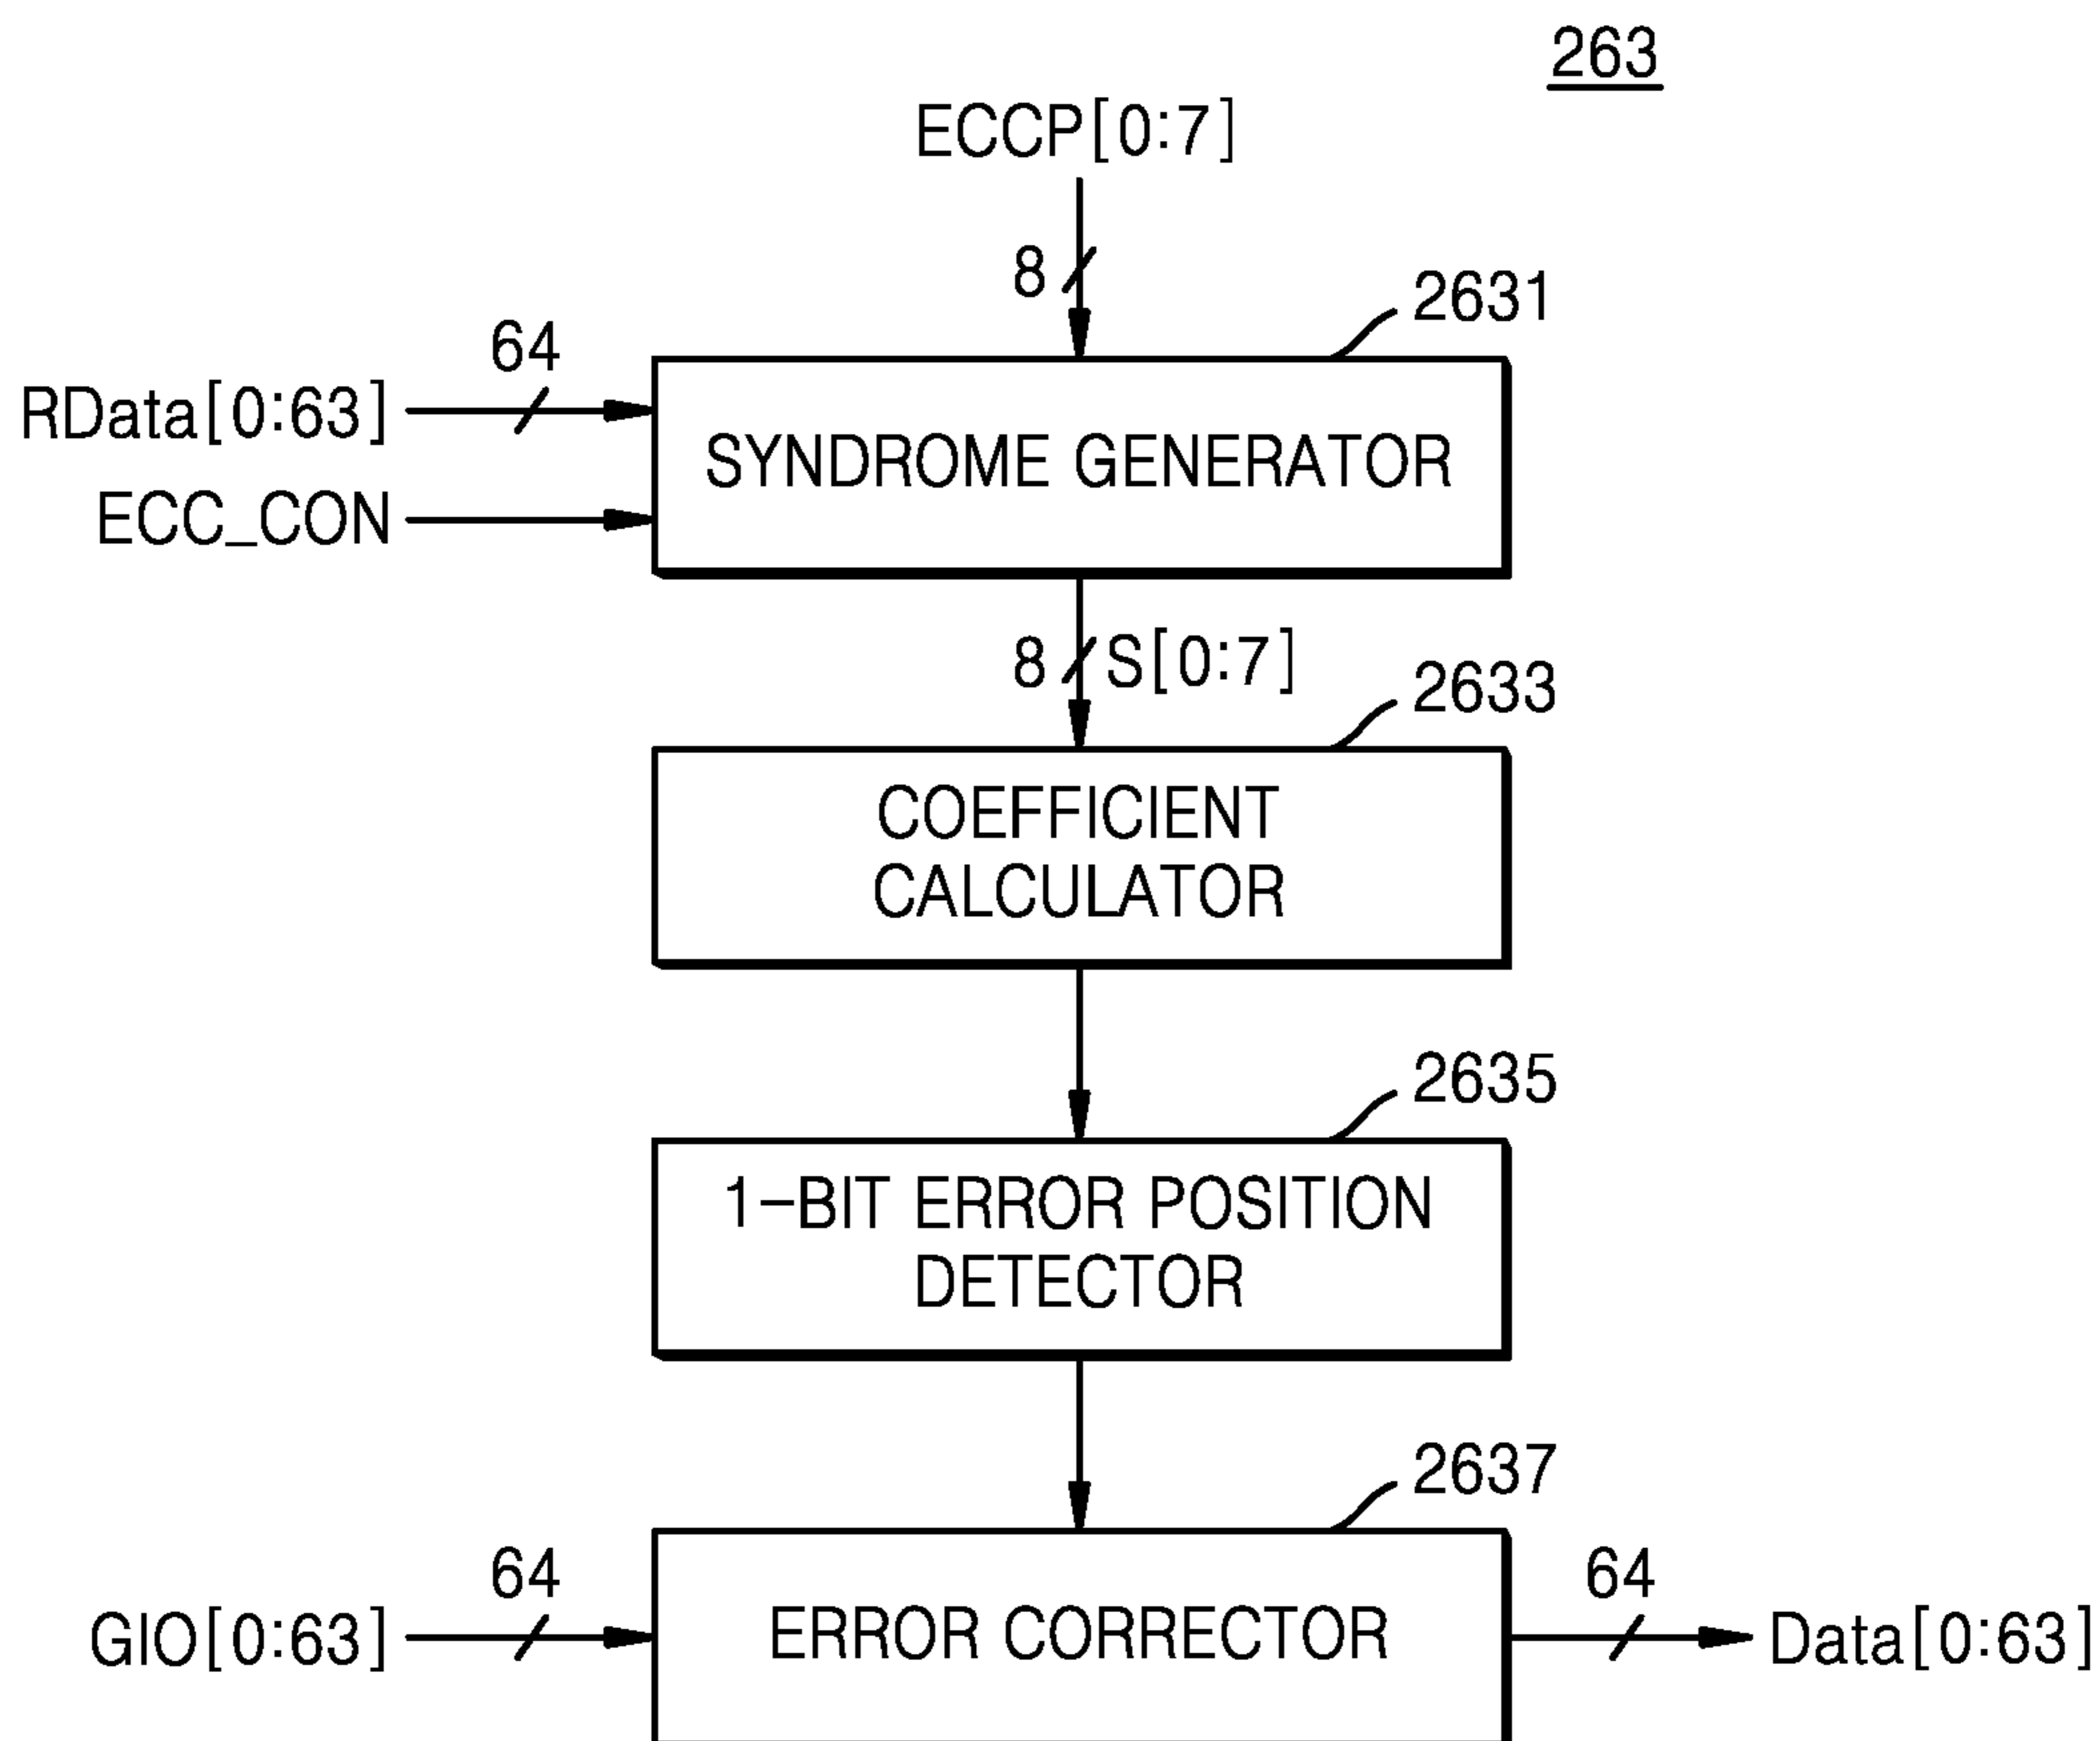 263
ECCP[0:7]
8
2631
64
RData[0:63]
SYNDROME GENERATOR
ECC_CON
8
S[0:7]
2633
COEFFICIENT
CALCULATOR
2635
1-BIT ERROR POSITION
DETECTOR
2637
64
64
GIO[0:63]
ERROR CORRECTOR
Data[0:63]